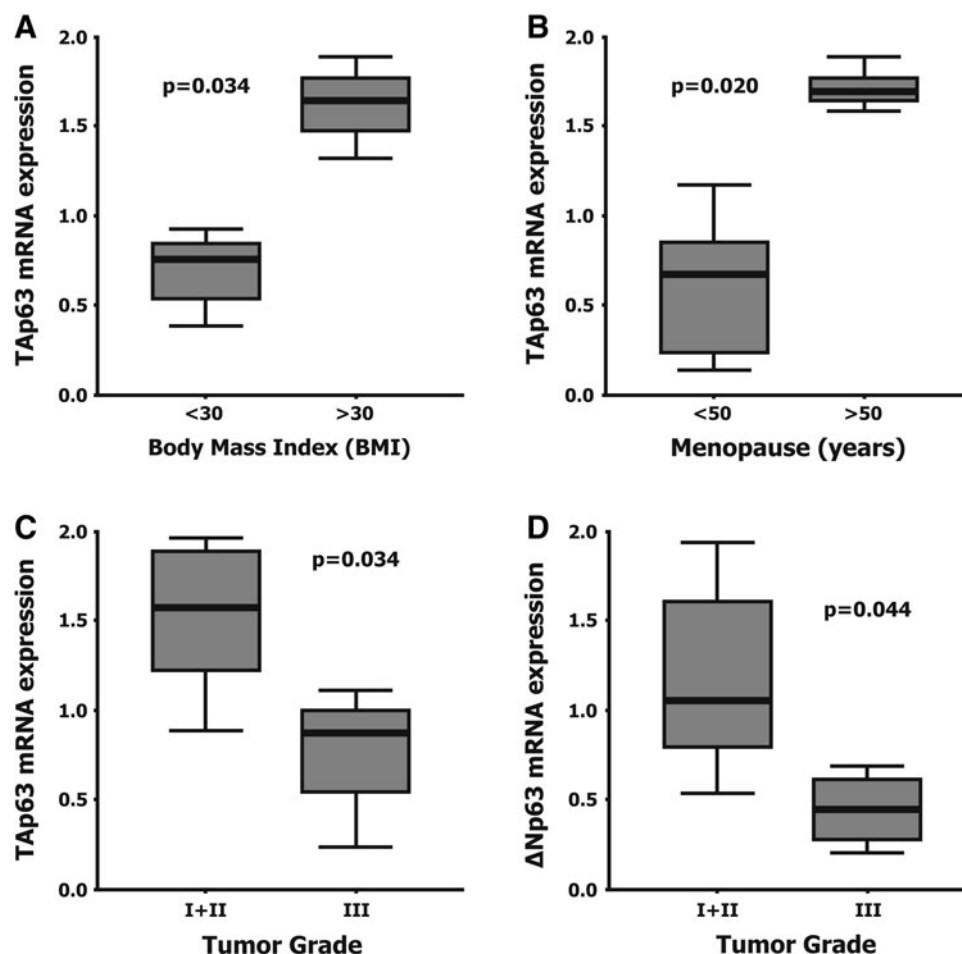 A
TAp63 mRNA expression
2.0
1.5
1.0
0.5
0.0
p=0.034
<30
>30
Body Mass Index (BMI)
B
TAp63 mRNA expression
2.0
1.5
1.0
0.5
0.0
p=0.020
<50
>50
Menopause (years)
C
TAp63 mRNA expression
2.0
1.5
1.0
0.5
0.0
p=0.034
I+II
III
Tumor Grade
D
ΔNp63 mRNA expression
2.0
1.5
1.0
0.5
0.0
p=0.044
I+II
III
Tumor Grade